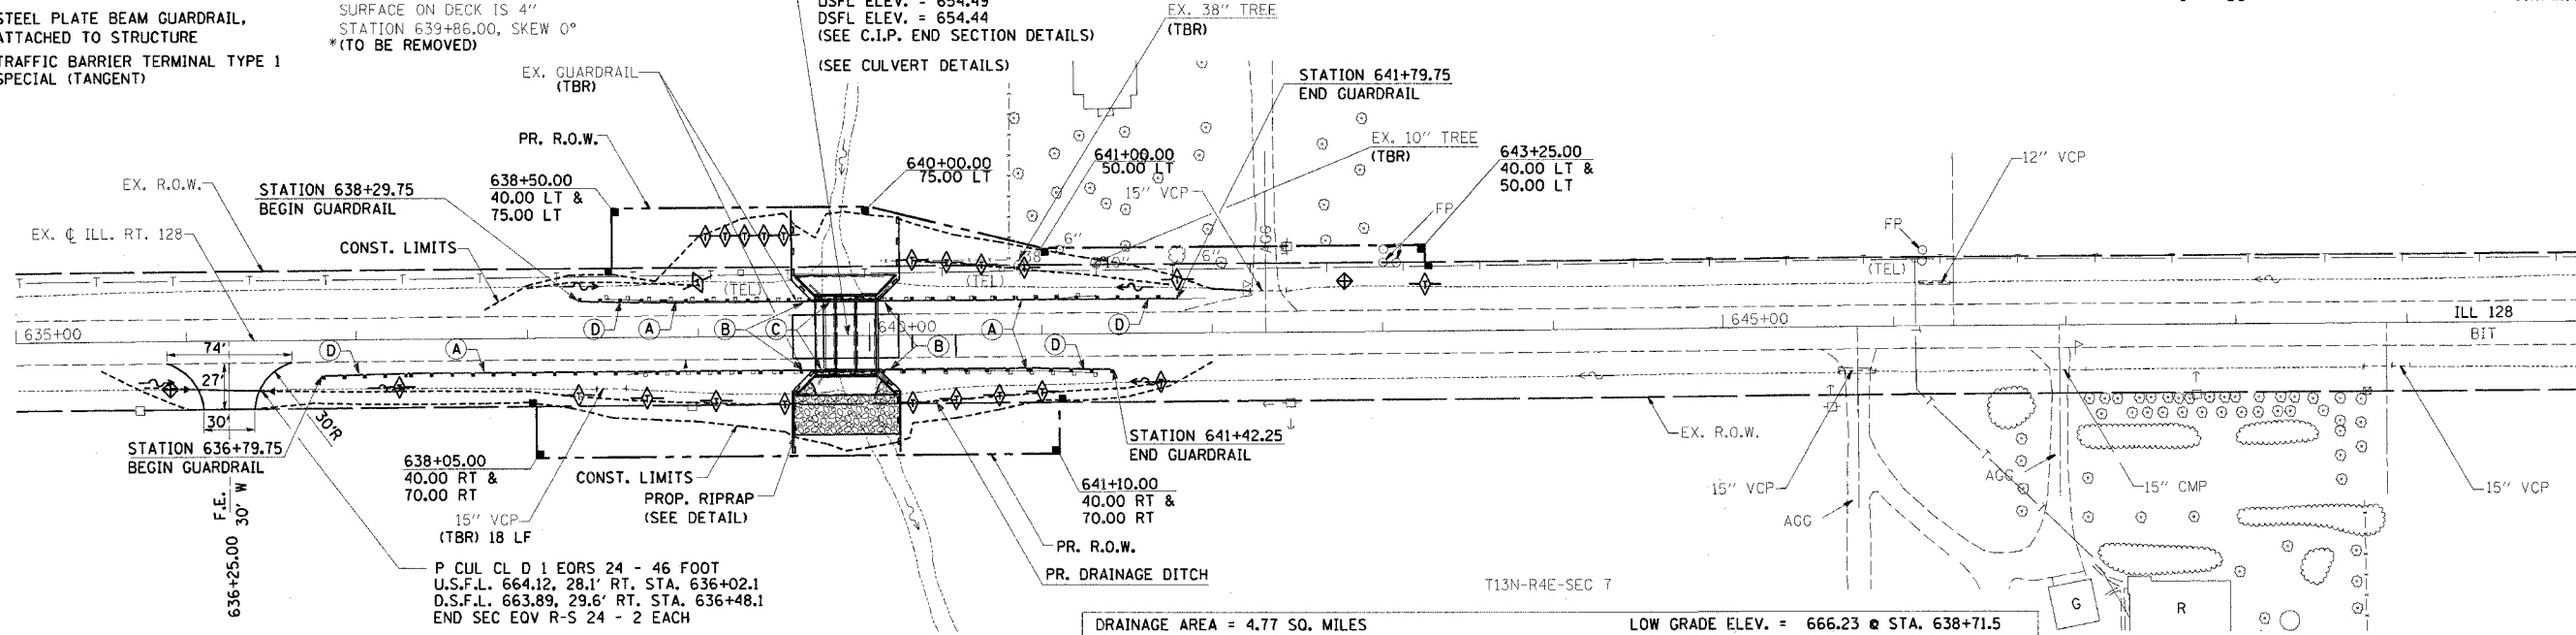 STEEL PLATE BEAM GUARDRAIL,
ATTACHED TO STRUCTURE
TRAFFIC BARRIER TERMINAL TYPE 1
SPECIAL (TANGENT)
SURFACE ON DECK IS 4"
STATION 639+86.00, SKEW 0°
*(TO BE REMOVED)
USFL ELEV. = 654.49
DSFL ELEV. = 654.44
(SEE C.I.P. END SECTION DETAILS)
(SEE CULVERT DETAILS)
EX. 38" TREE
(TBR)
EX. GUARDRAIL
(TBR)
STATION 641+79.75
END GUARDRAIL
PR. R.O.W.
EX. 10" TREE
(TBR)
640+00.00
75.00 LT
641+00.00
50.00 LT
643+25.00
40.00 LT &
50.00 LT
12" VCP
EX. R.O.W.
STATION 638+29.75
BEGIN GUARDRAIL
638+50.00
40.00 LT &
75.00 LT
15" VCP
FP
FP
EX. ℄ ILL. RT. 128
CONST. LIMITS
6"
6"
AGG
(TEL)
(TEL)
(TEL)
D
A
B
C
A
D
635+00
640+00
645+00
ILL 128
BIT
74'
D
A
B
D
27'
30'
30'R
STATION 636+79.75
BEGIN GUARDRAIL
STATION 641+42.25
END GUARDRAIL
EX. R.O.W.
638+05.00
40.00 RT &
70.00 RT
CONST. LIMITS
PROP. RIPRAP
(SEE DETAIL)
641+10.00
40.00 RT &
70.00 RT
15" VCP
AGG
AGG
15" CMP
15" VCP
636+25.00 F.E.
30' W
15" VCP
(TBR) 18 LF
PR. R.O.W.
PR. DRAINAGE DITCH
P CUL CL D 1 EQRS 24 - 46 FOOT
U.S.F.L. 664.12, 28.1' RT. STA. 636+02.1
D.S.F.L. 663.89, 29.6' RT. STA. 636+48.1
END SEC EQV R-S 24 - 2 EACH
T13N-R4E-SEC 7
G
R
DRAINAGE AREA = 4.77 SQ. MILES
LOW GRADE ELEV. = 666.23 @ STA. 638+71.5